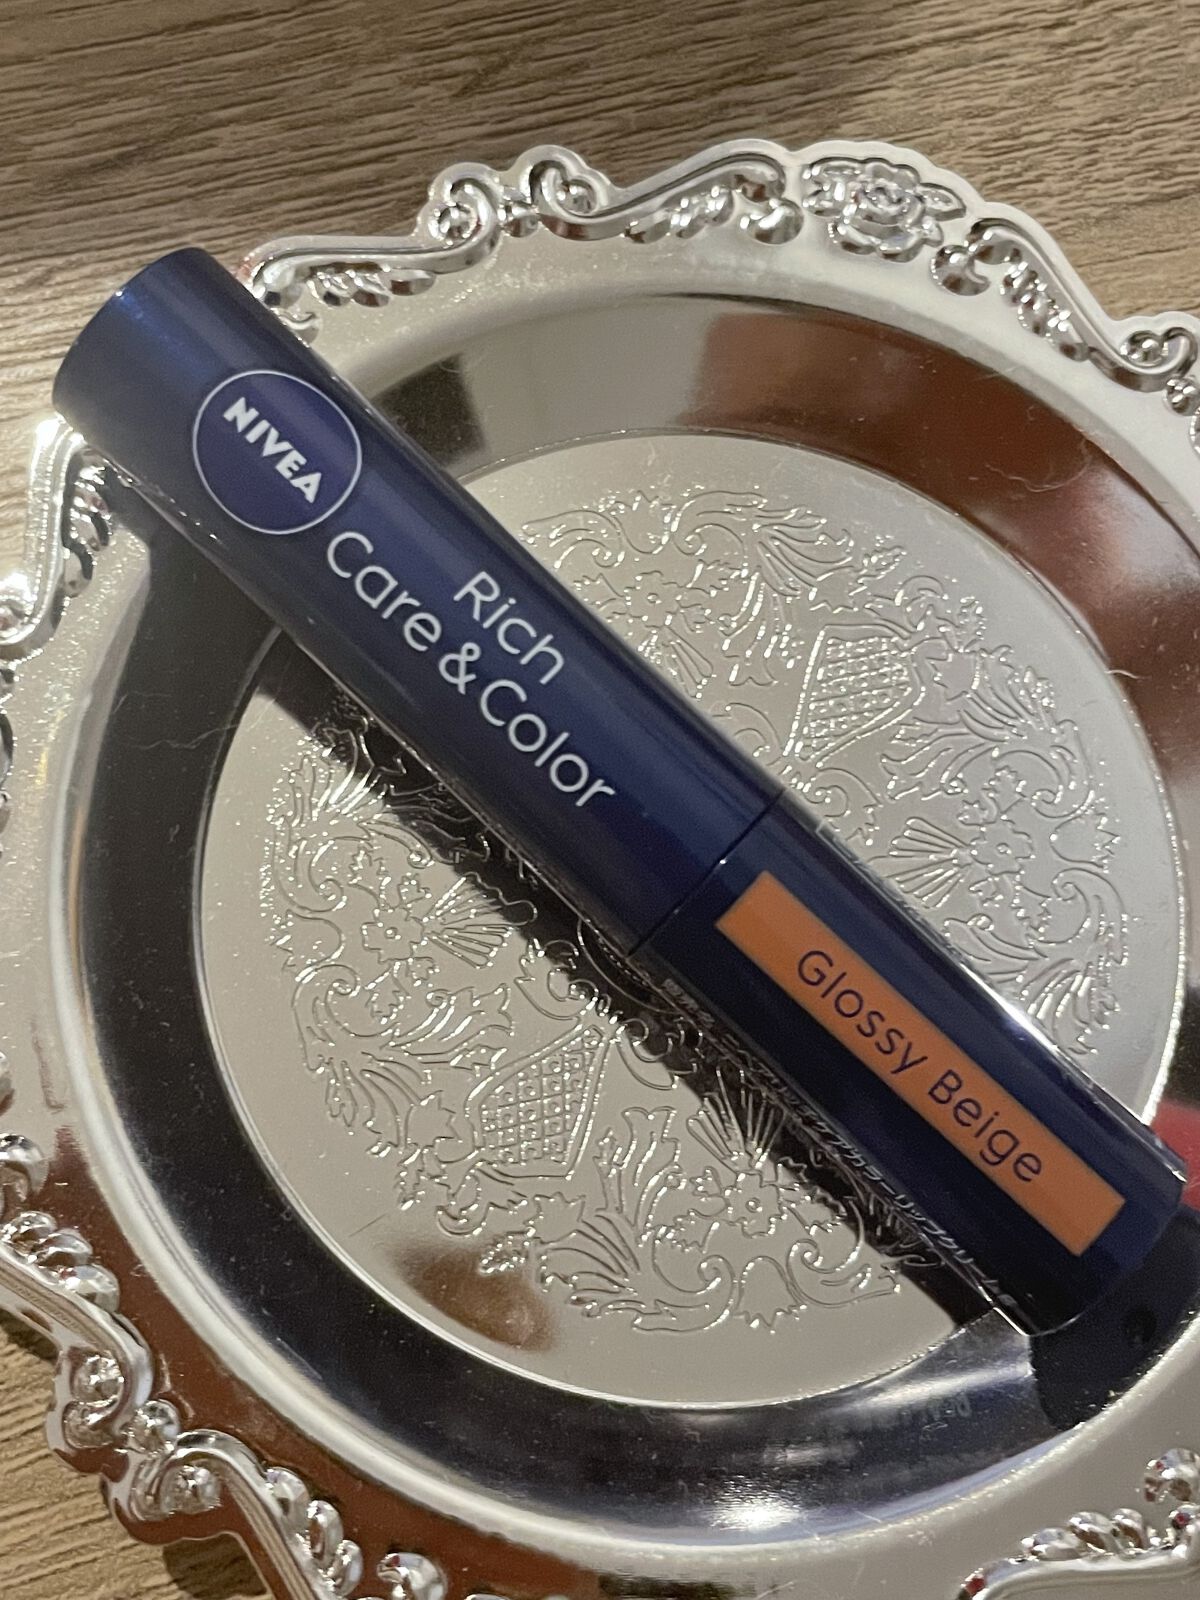 NIVEA
Rich
Care & Color
Glossy Beige